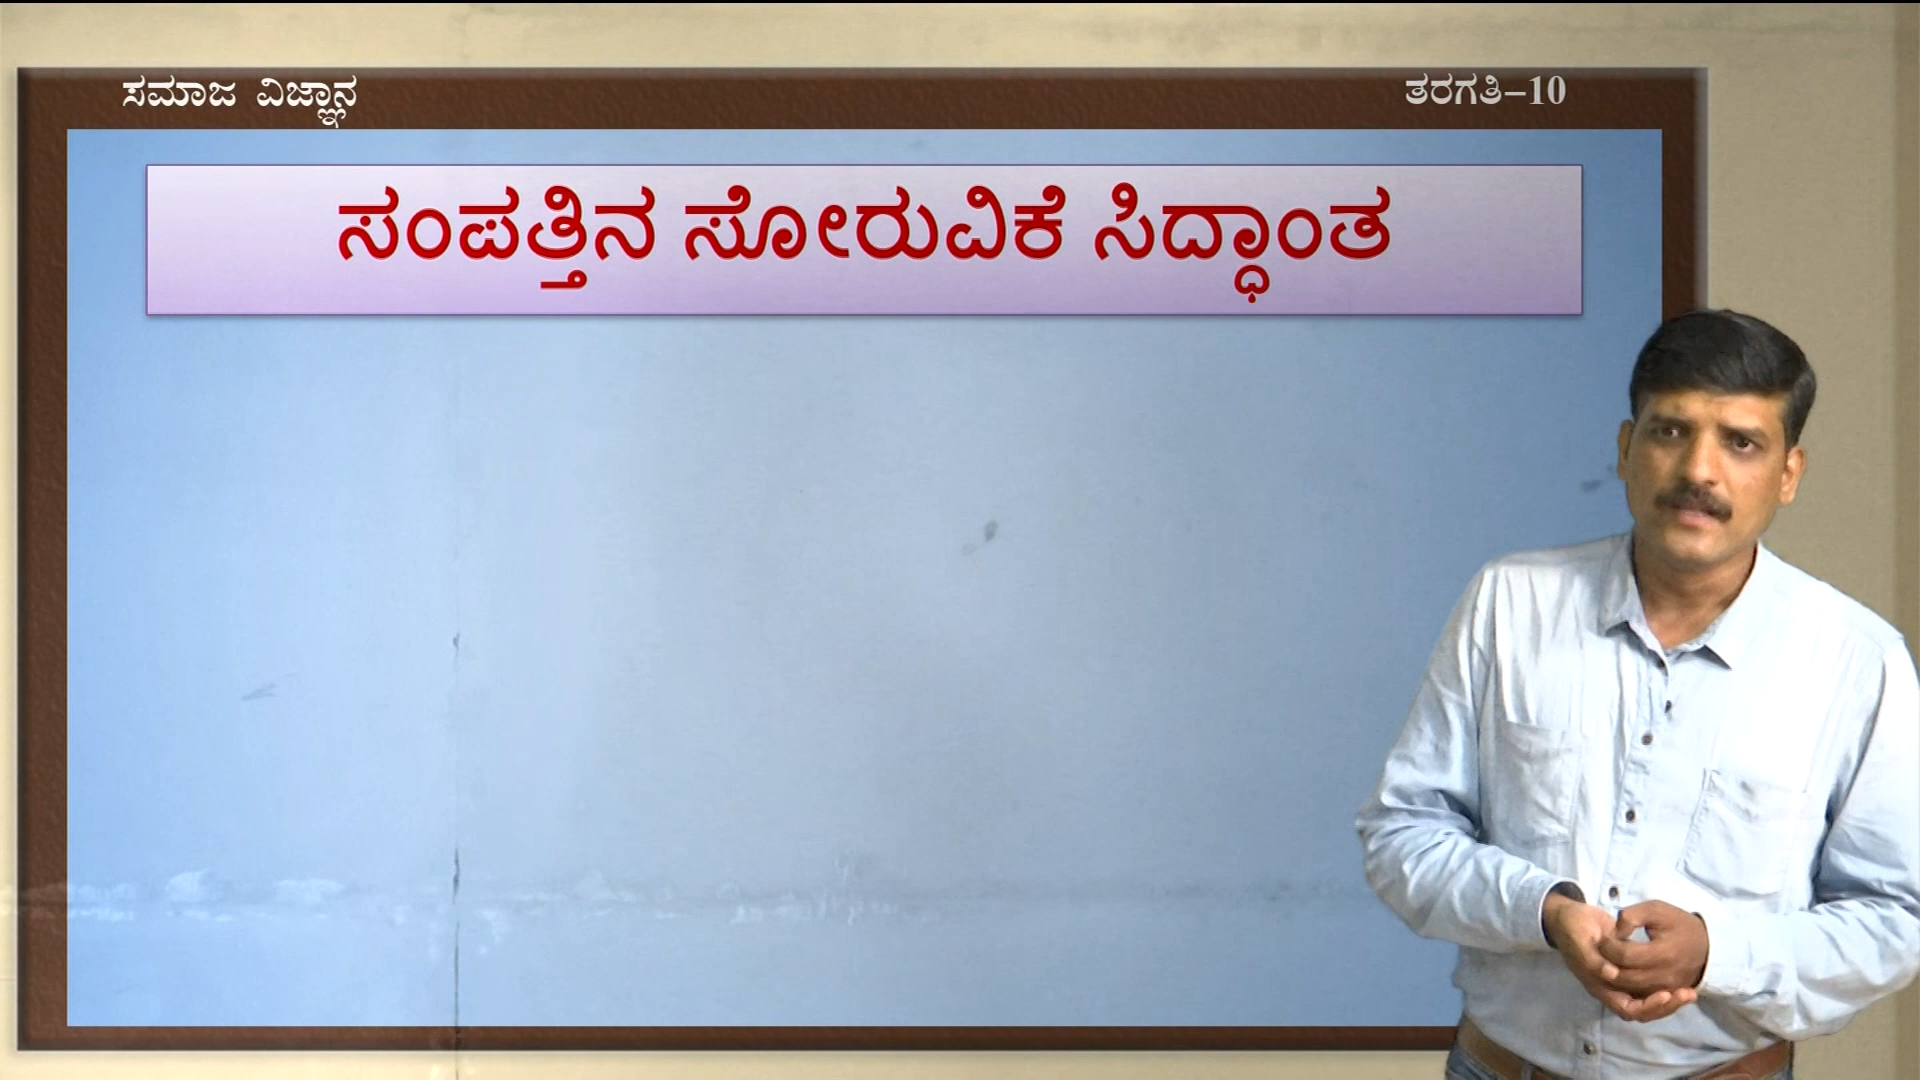 ಸಮಾಜ ವಿಜ್ಞಾನ
ತರಗತಿ-10
ಸಂಪತ್ತಿನ ಸೋರುವಿಕೆ ಸಿದ್ಧಾಂತ